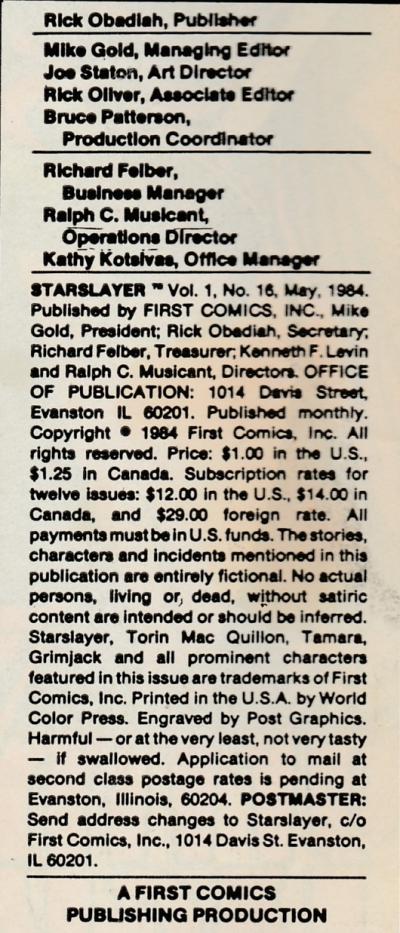 Rick Obadiah, Publisher
Mike Gold, Managing Editor
Joe Staton, Art Director
Rick Oliver, Associate Editor
Bruce Patterson,
Production Coordinator
Richard Felber,
Business Manager
Ralph C. Musicant,
Operations Director
Kathy Kotsivas, Office Manager
STARSLAYER ™ Vol. 1, No. 16, May, 1984.
Published by FIRST COMICS, INC., Mike
Gold, President; Rick Obadiah, Secretary;
Richard Felber, Treasurer; Kenneth F. Levin
and Ralph C. Musicant, Directors. OFFICE
OF PUBLICATION: 1014 Davis Street,
Evanston IL 60201. Published monthly.
Copyright © 1984 First Comics, Inc. All
rights reserved. Price: $1.00 in the U.S.,
$1.25 in Canada. Subscription rates for
twelve issues: $12.00 in the U.S., $14.00 in
Canada, and $29.00 foreign rate. All
payments must be in U.S. funds. The stories,
characters and incidents mentioned in this
publication are entirely fictional. No actual
persons, living or, dead, without satiric
content are intended or should be inferred.
Starslayer, Torin Mac Quillon, Tamara,
Grimjack and all prominent characters
featured in this issue are trademarks of First
Comics, Inc. Printed in the U.S.A. by World
Color Press. Engraved by Post Graphics.
Harmful — or at the very least, not very tasty
— if swallowed. Application to mail at
second class postage rates is pending at
Evanston, Illinois, 60204. POSTMASTER:
Send address changes to Starslayer, c/o
First Comics, Inc., 1014 Davis St. Evanston,
IL 60201.
A FIRST COMICS
PUBLISHING PRODUCTION